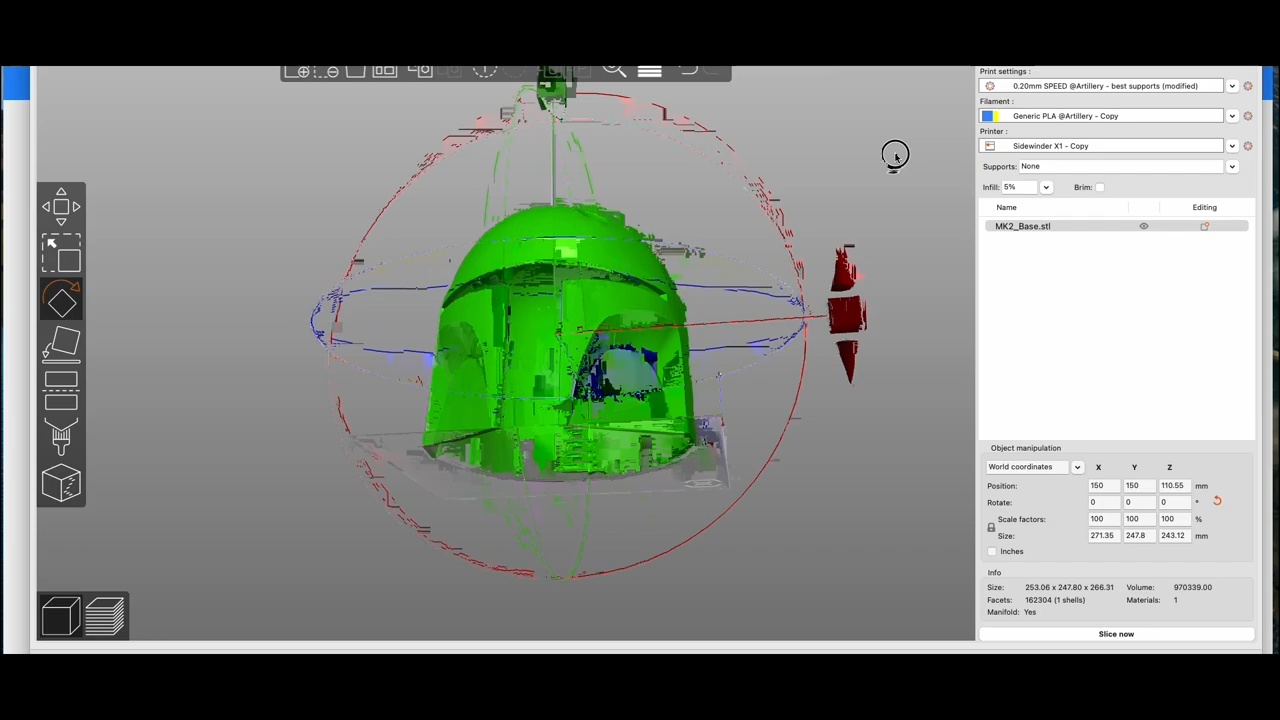 Print settings :
0.20mm SPEED @Artillery - best supports (modified)
Filament :
Generic PLA @Artillery - Copy
Printer :
Sidewinder X1 - Copy
Supports: None
Infill: 5% Brim:
Name Editing
MK2_Base.stl
Object manipulation
World coordinates X Y Z
Position: 150 150 110.55 mm
Rotate: 0 0 0 °
Scale factors: 100 100 100 %
Size: 271.35 247.8 243.12 mm
Inches
Info
Size: 253.06 x 247.80 x 266.31 Volume: 970339.00
Facets: 162304 (1 shells) Materials: 1
Manifold: Yes
Slice now